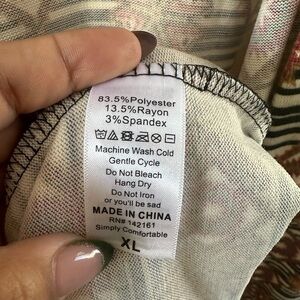 83.5%Polyester
13.5%Rayon
3%Spandex
Machine Wash Cold
Gentle Cycle
Do Not Bleach
Hang Dry
Do Not Iron
or you'll be sad
MADE IN CHINA
RN# 142161
Simply Comfortable
XL